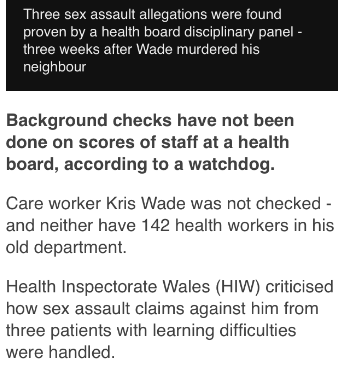 Three sex assault allegations were found
proven by a health board disciplinary panel -
three weeks after Wade murdered his
neighbour
Background checks have not been
done on scores of staff at a health
board, according to a watchdog.
Care worker Kris Wade was not checked -
and neither have 142 health workers in his
old department.
Health Inspectorate Wales (HIW) criticised
how sex assault claims against him from
three patients with learning difficulties
were handled.